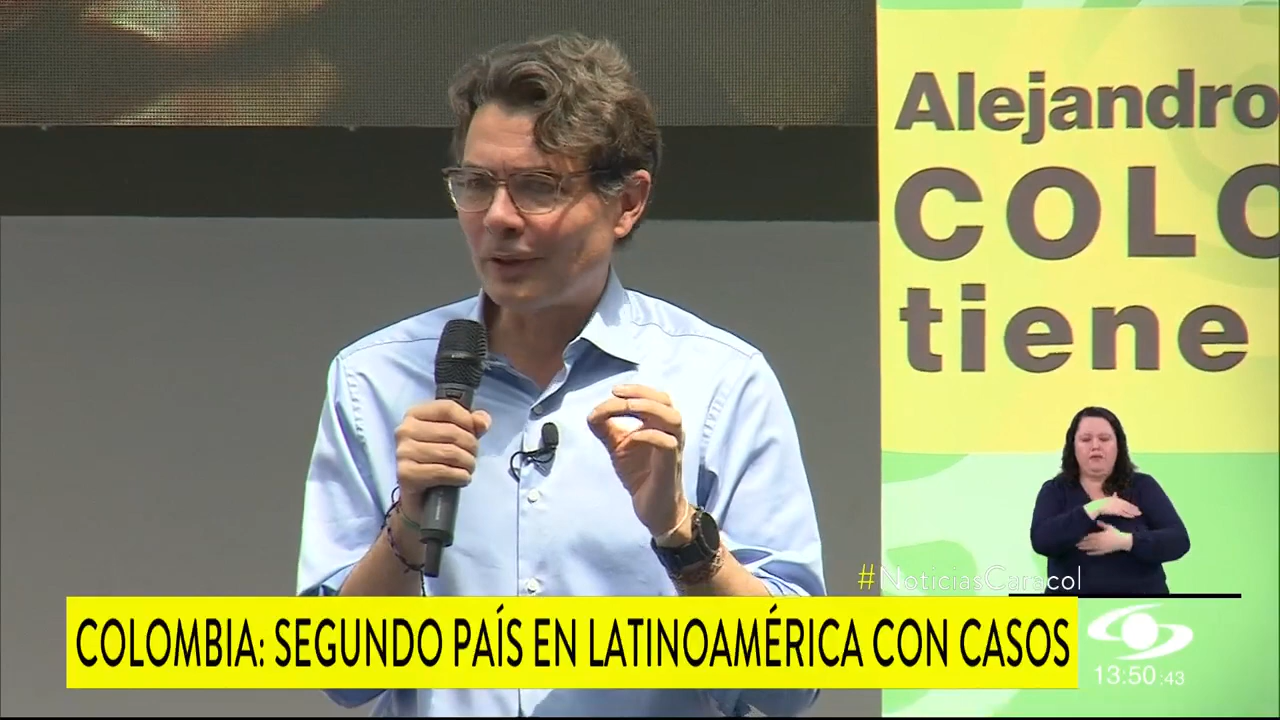 Alejandro
COLO
tiene
#NoticiasCaracol
COLOMBIA: SEGUNDO PAÍS EN LATINOAMÉRICA CON CASOS
13:50:43